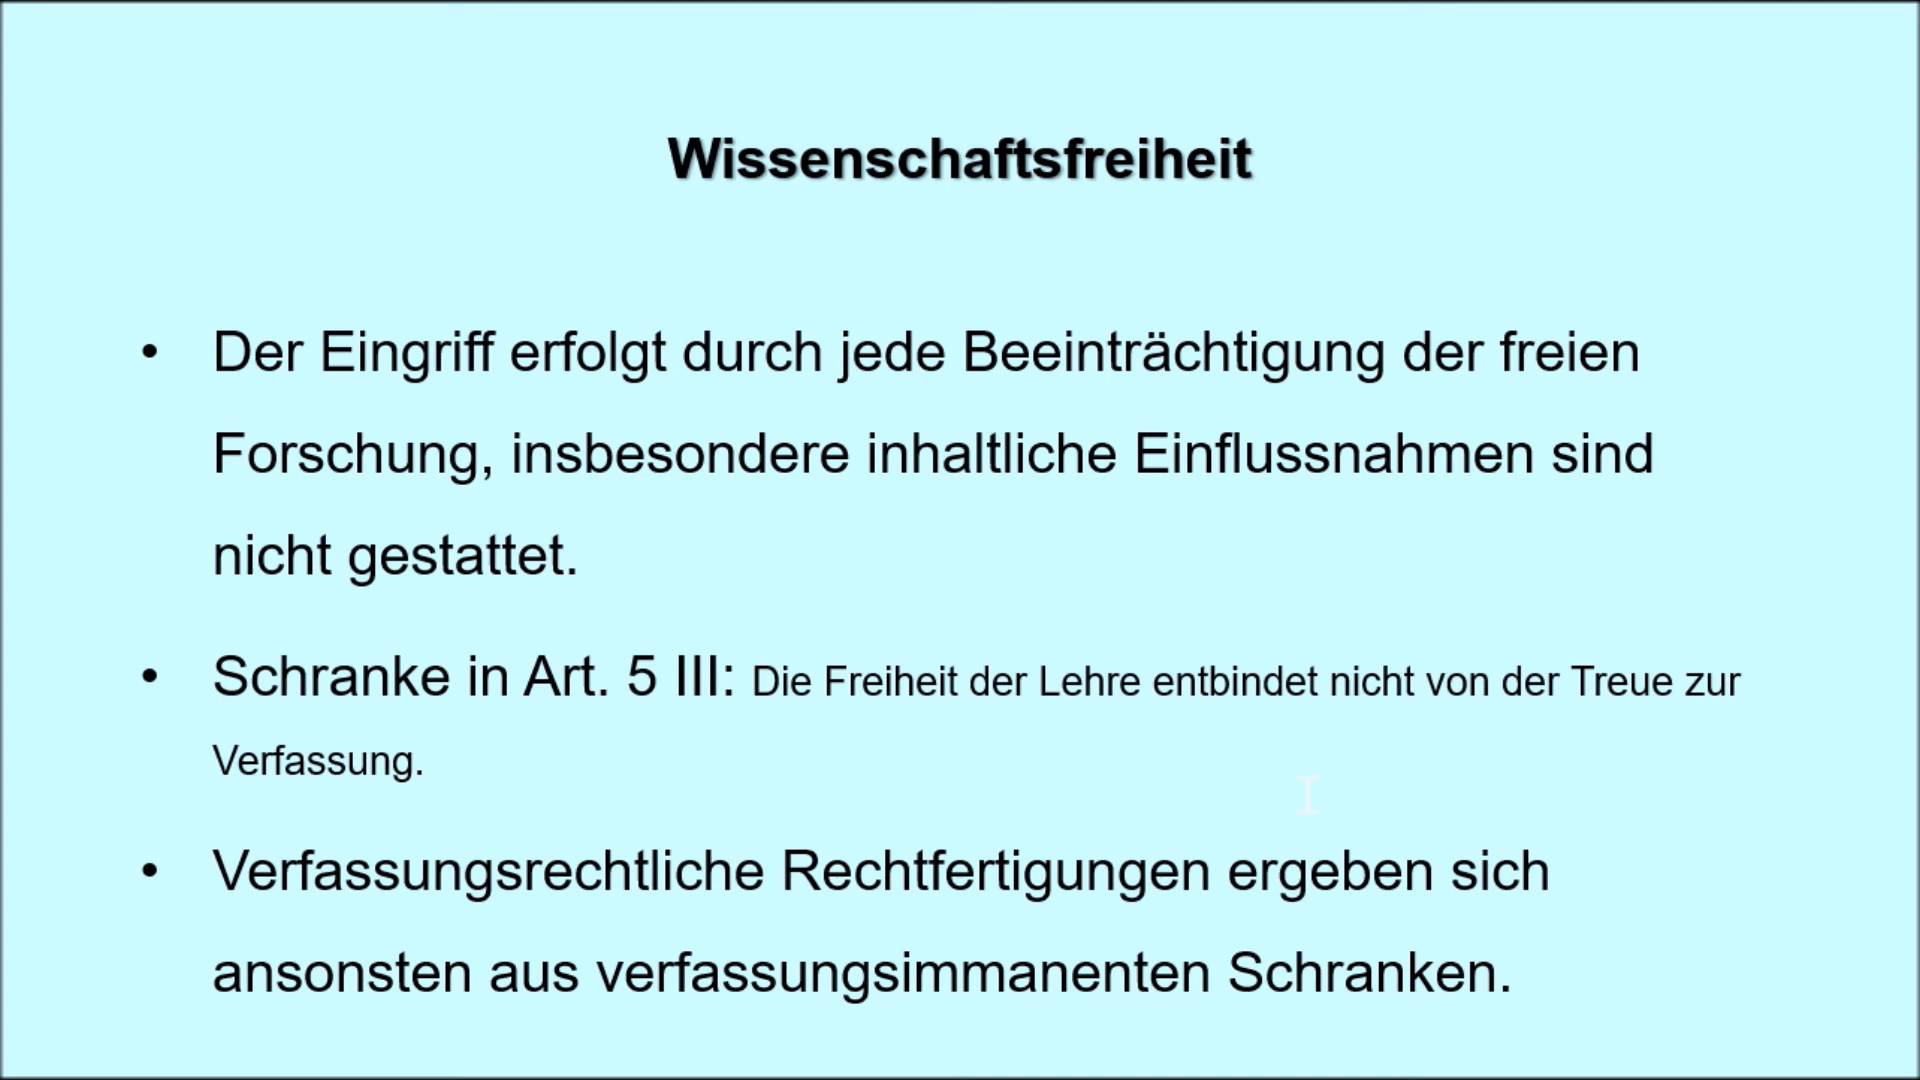 Wissenschaftsfreiheit
• Der Eingriff erfolgt durch jede Beeinträchtigung der freien
Forschung, insbesondere inhaltliche Einflussnahmen sind
nicht gestattet.
• Schranke in Art. 5 III: Die Freiheit der Lehre entbindet nicht von der Treue zur
Verfassung.
• Verfassungsrechtliche Rechtfertigungen ergeben sich
ansonsten aus verfassungsimmanenten Schranken.